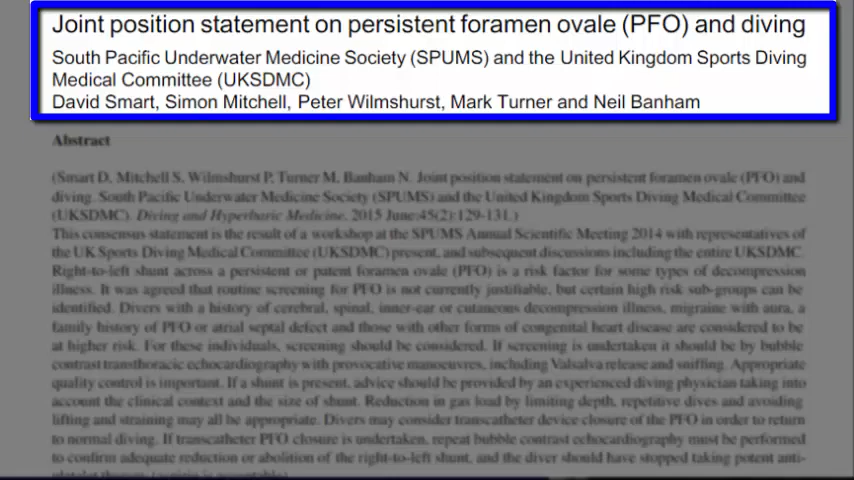 Joint position statement on persistent foramen ovale (PFO) and diving
South Pacific Underwater Medicine Society (SPUMS) and the United Kingdom Sports Diving
Medical Committee (UKSDMC)
David Smart, Simon Mitchell, Peter Wilmshurst, Mark Turner and Neil Banham
Abstract
(Smart D, Mitchell S, Wilmshurst P, Turner M, Banham N. Joint position statement on persistent foramen ovale (PFO) and
diving. South Pacific Underwater Medicine Society (SPUMS) and the United Kingdom Sports Diving Medical Committee
(UKSDMC). Diving and Hyperbaric Medicine. 2015 June;45(2):129-131.)
This consensus statement is the result of a workshop at the SPUMS Annual Scientific Meeting 2014 with representatives of
the UK Sports Diving Medical Committee (UKSDMC) present, and subsequent discussions including the entire UKSDMC.
Right-to-left shunt across a persistent or patent foramen ovale (PFO) is a risk factor for some types of decompression
illness. It was agreed that routine screening for PFO is not currently justifiable, but certain high risk sub-groups can be
identified. Divers with a history of cerebral, spinal, inner-ear or cutaneous decompression illness, migraine with aura, a
family history of PFO or atrial septal defect and those with other forms of congenital heart disease are considered to be
at higher risk. For these individuals, screening should be considered. If screening is undertaken it should be by bubble
contrast transthoracic echocardiography with provocative manoeuvres, including Valsalva release and sniffing. Appropriate
quality control is important. If a shunt is present, advice should be provided by an experienced diving physician taking into
account the clinical context and the size of shunt. Reduction in gas load by limiting depth, repetitive dives and avoiding
lifting and straining may all be appropriate. Divers may consider transcatheter device closure of the PFO in order to return
to normal diving. If transcatheter PFO closure is undertaken, repeat bubble contrast echocardiography must be performed
to confirm adequate reduction or abolition of the right-to-left shunt, and the diver should have stopped taking potent anti-
platelet therapy (aspirin is acceptable).